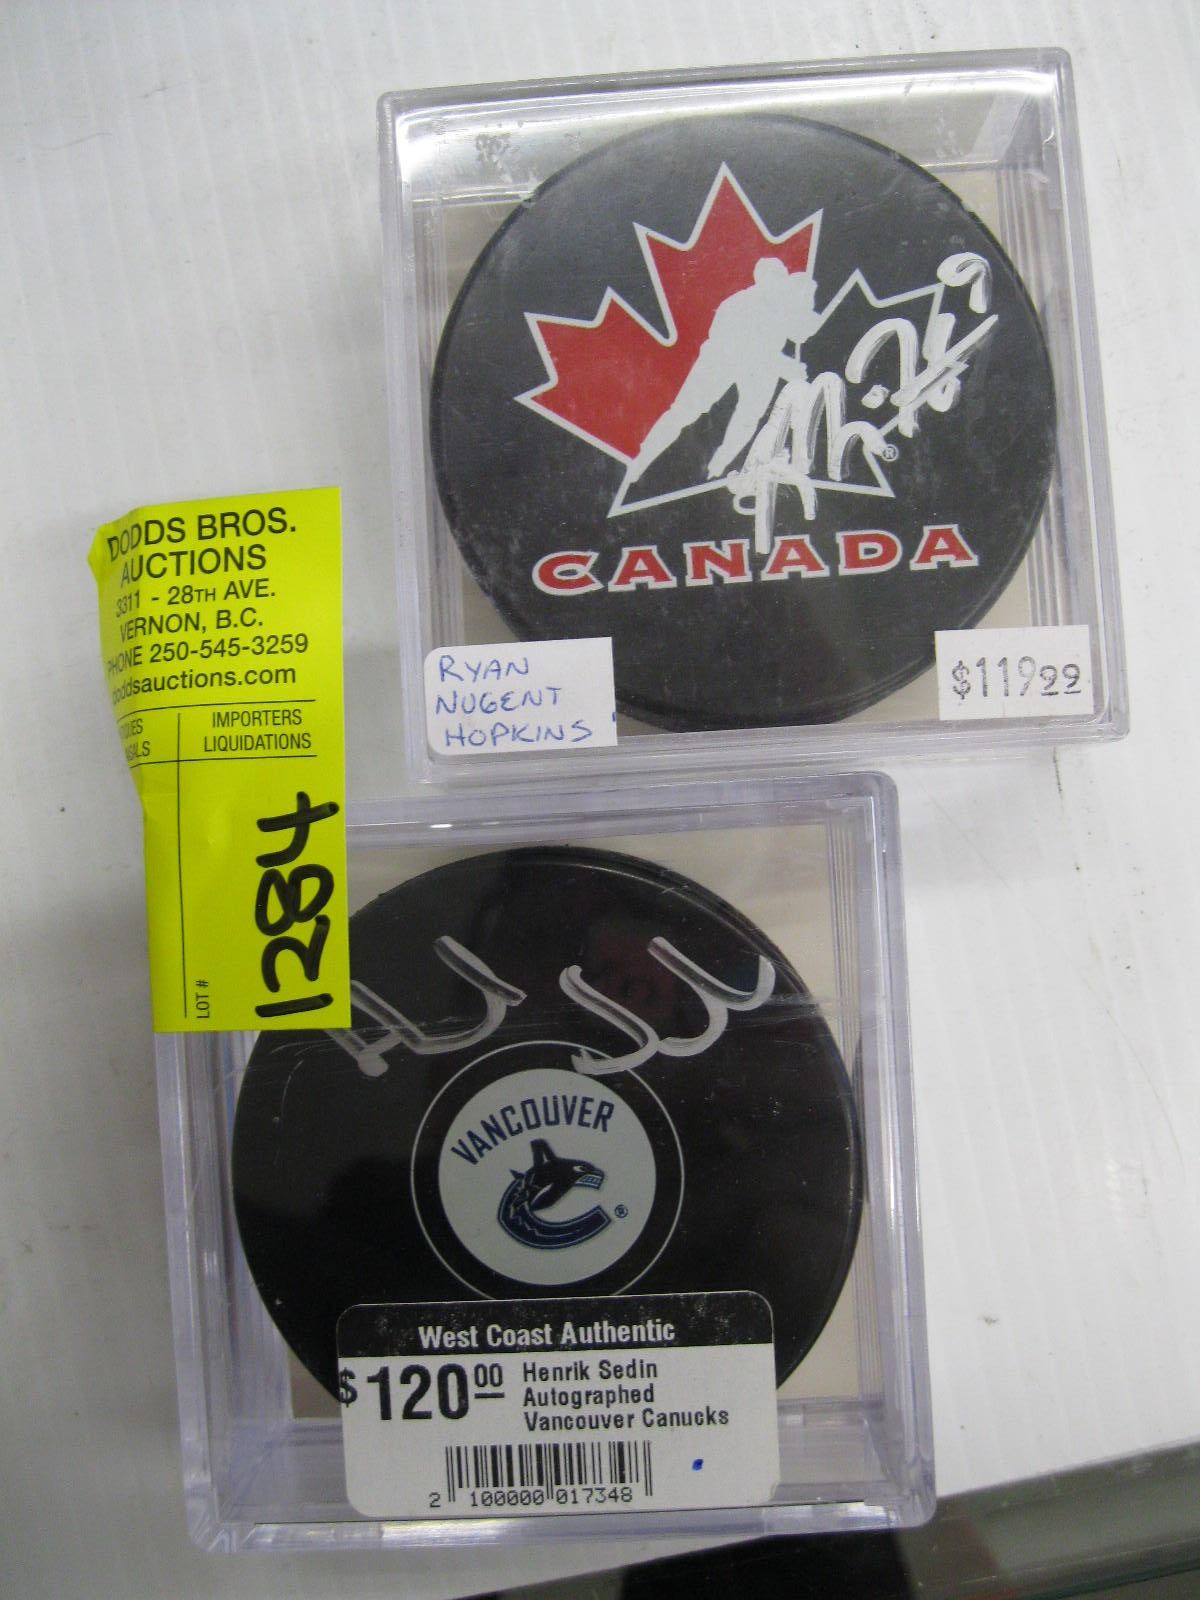 CANADA
®
9
RYAN
NUGENT
HOPKINS
$119.99
DODDS BROS.
AUCTIONS
3311 - 28TH AVE.
VERNON, B.C.
PHONE 250-545-3259
doddsauctions.com
IMPORTERS
LIQUIDATIONS
LOT #
1284
VANCOUVER
®
West Coast Authentic
$120.00
Henrik Sedin
Autographed
Vancouver Canucks
2 100000 017348